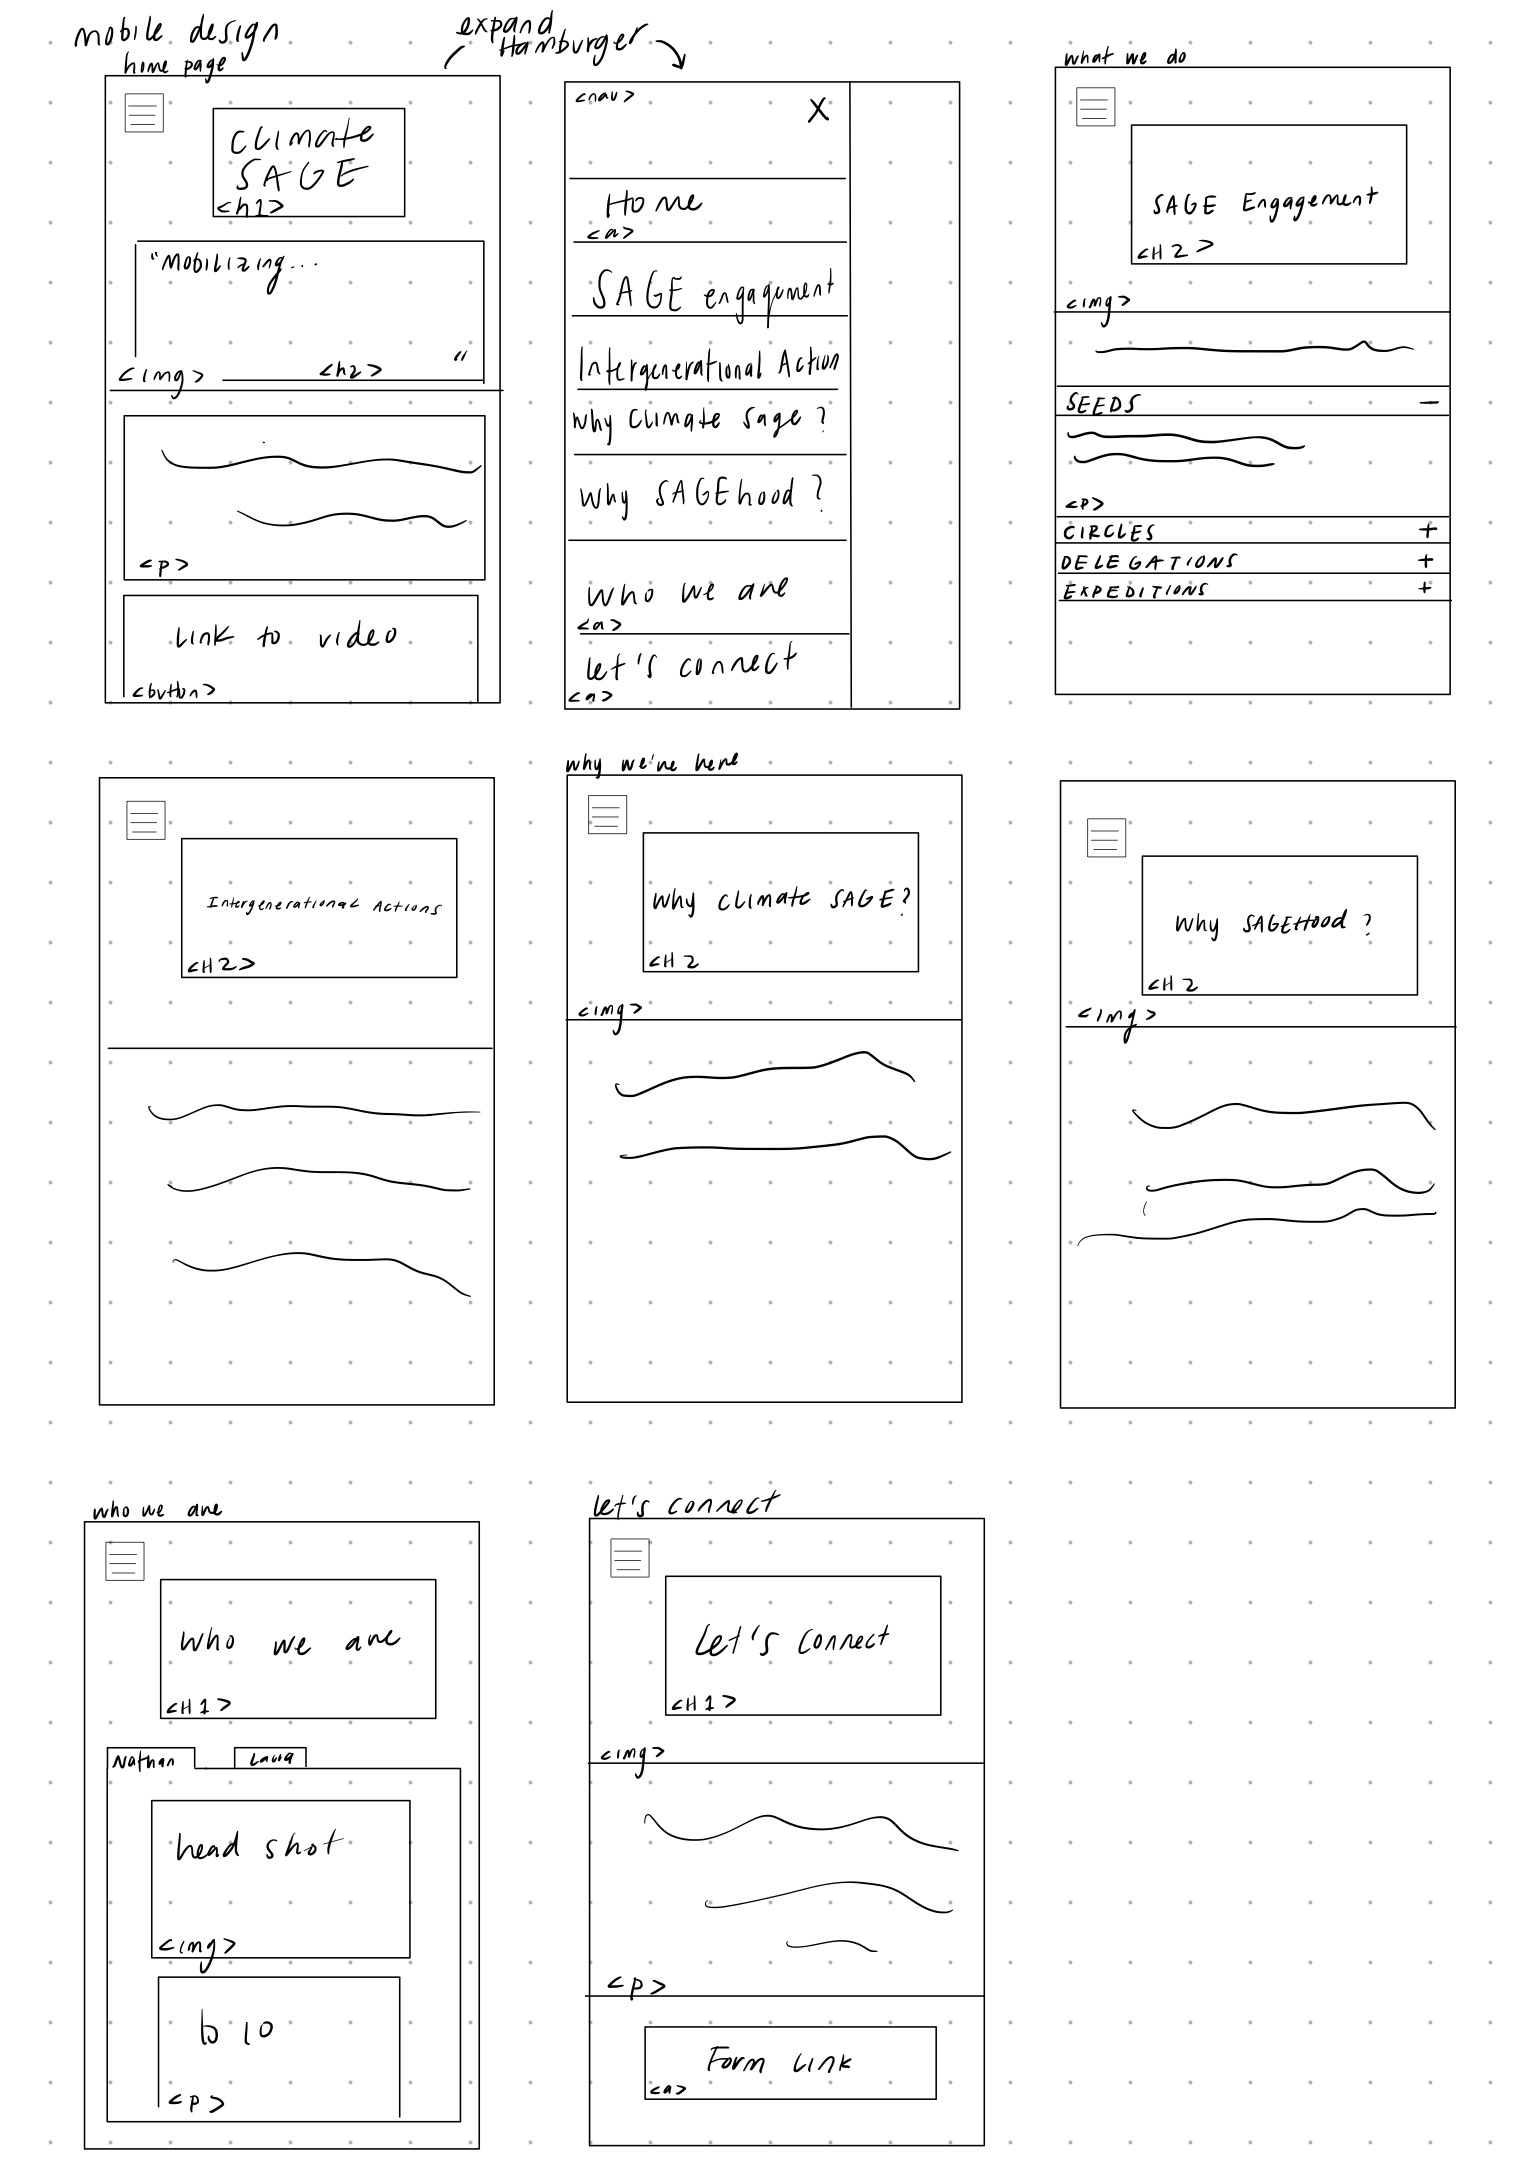 mobile design
home page
expand
Hamburger
CLimate
SAGE
<h1>
"Mobilizing...
"
<img>
<h2>
<p>
Link to video
<button>
<nav>
X
Home
<a>
SAGE engagement
Intergenerational Action
Why Climate Sage ?
Why SAGEhood ?
Who we are
<a>
Let's connect
<a>
what we do
SAGE Engagement
<H2>
<img>
SEEDS −
<p>
CIRCLES +
DELEGATIONS +
EXPEDITIONS +
Intergenerational Actions
<H2>
why we're here
Why CLimate SAGE?
<H2
<img>
Why SAGEHood ?
<H2
<img>
who we are
Who we are
<H1>
Nathan
Laura
head shot
<img>
bio
<p>
let's connect
Let's Connect
<H1>
<img>
<p>
Form Link
<a>